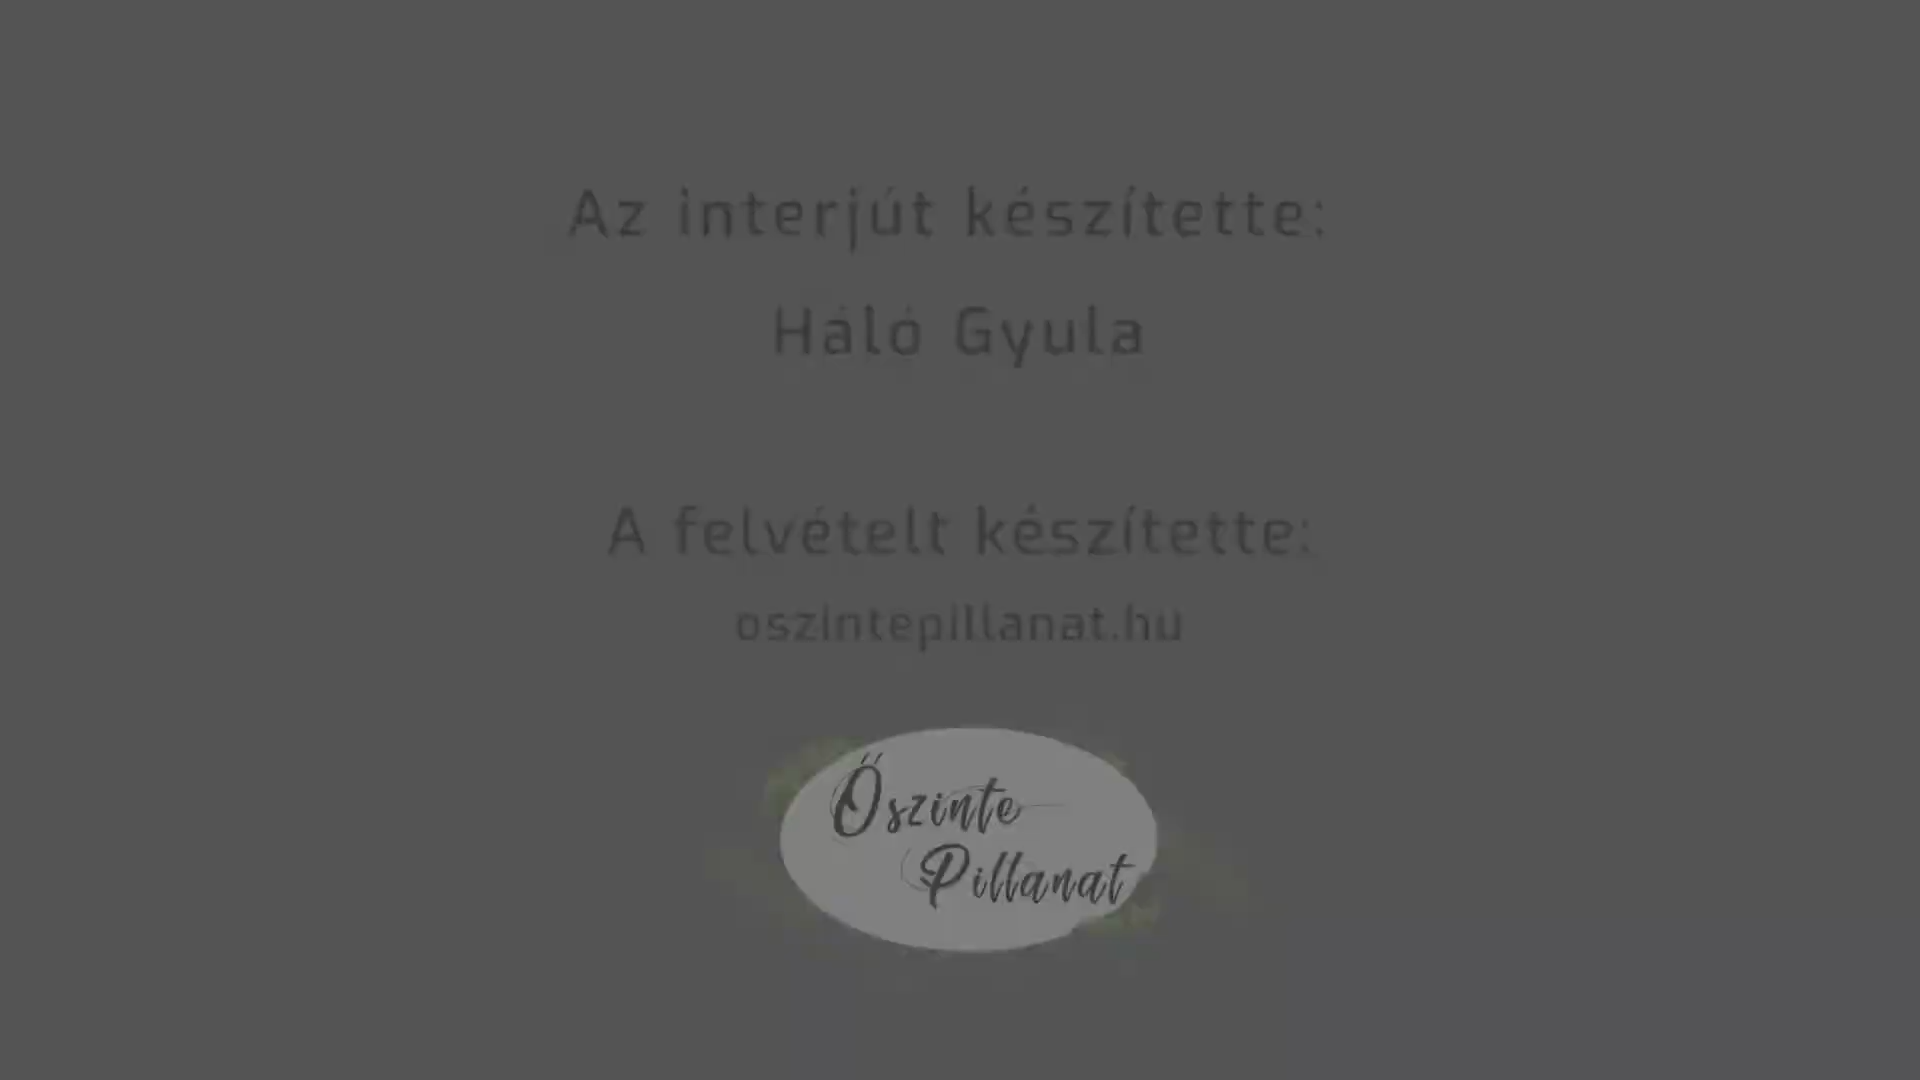 Az interjút készítette:
Háló Gyula
A felvételt készítette:
oszintepillanat.hu
Őszinte
Pillanat